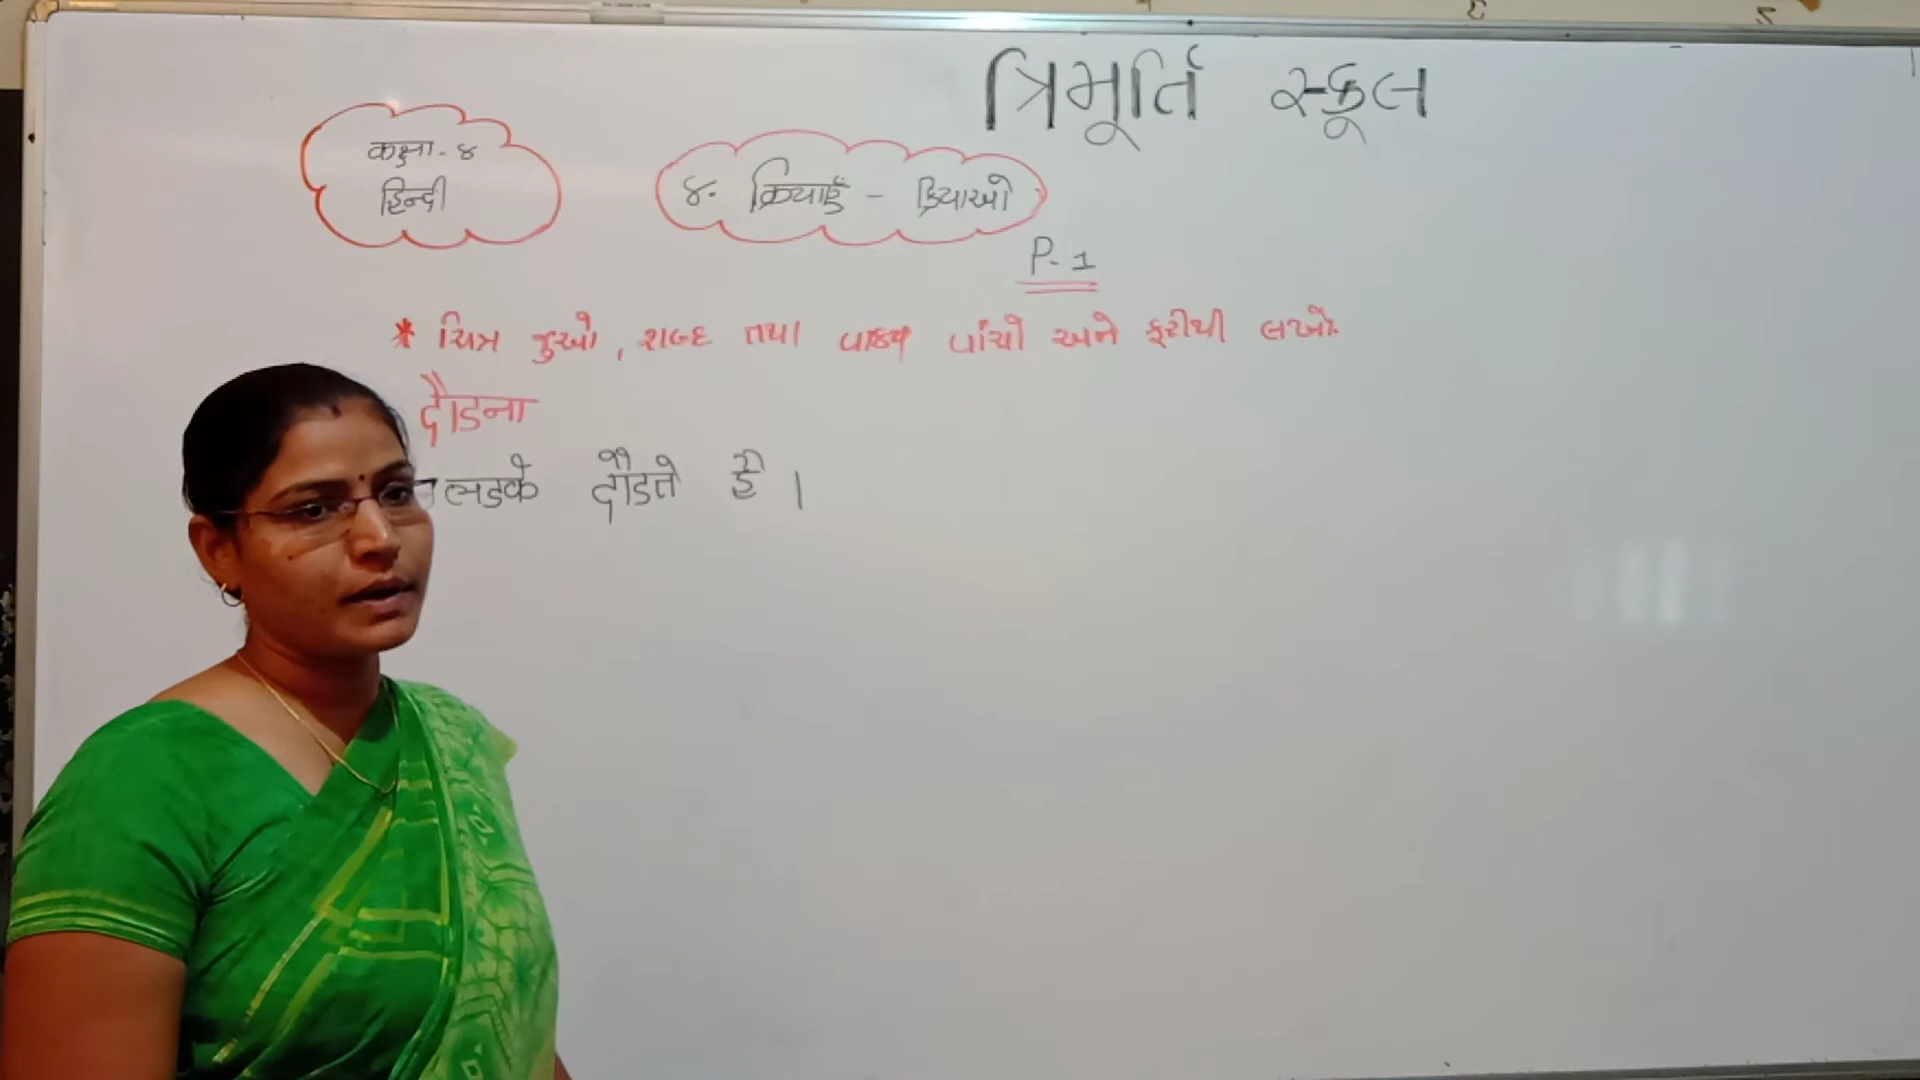 ત્રિમૂર્તિ સ્કૂલ
कक्षा-४
हिन्दी
४. क्रियाएँ - ક્રિયાઓ
P-1
* ચિત્ર જુઓ, શબ્દ તથા વાક્ય વાંચો અને ફરીથી લખો.
दौडना
लडके दौडते है।